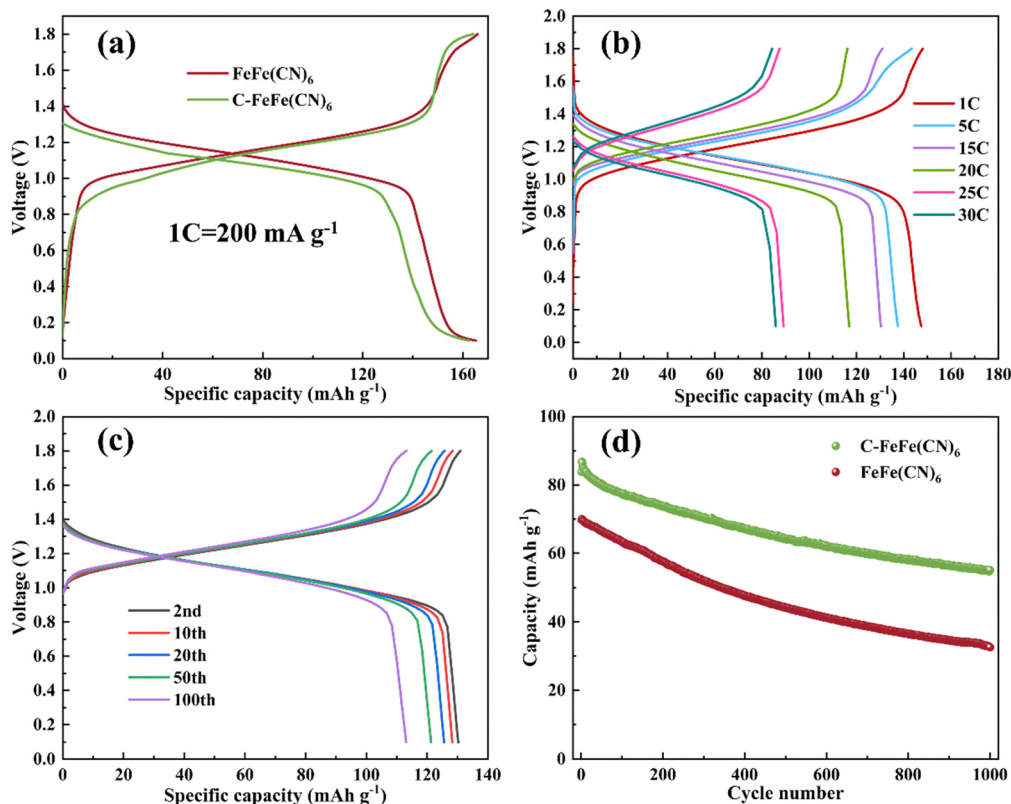 (a)
FeFe(CN)₆
C-FeFe(CN)₆
1C=200 mA g⁻¹
Voltage (V)
2.0
1.8
1.6
1.4
1.2
1.0
0.8
0.6
0.4
0.2
0.0
0 40 80 120 160
Specific capacity (mAh g⁻¹)
(b)
1C
5C
15C
20C
25C
30C
Voltage (V)
2.0
1.8
1.6
1.4
1.2
1.0
0.8
0.6
0.4
0.2
0.0
0 20 40 60 80 100 120 140 160 180
Specific capacity (mAh g⁻¹)
(c)
2nd
10th
20th
50th
100th
Voltage (V)
2.0
1.8
1.6
1.4
1.2
1.0
0.8
0.6
0.4
0.2
0.0
0 20 40 60 80 100 120 140
Specific capacity (mAh g⁻¹)
(d)
C-FeFe(CN)₆
FeFe(CN)₆
Capacity (mAh g⁻¹)
100
80
60
40
20
0
0 200 400 600 800 1000
Cycle number